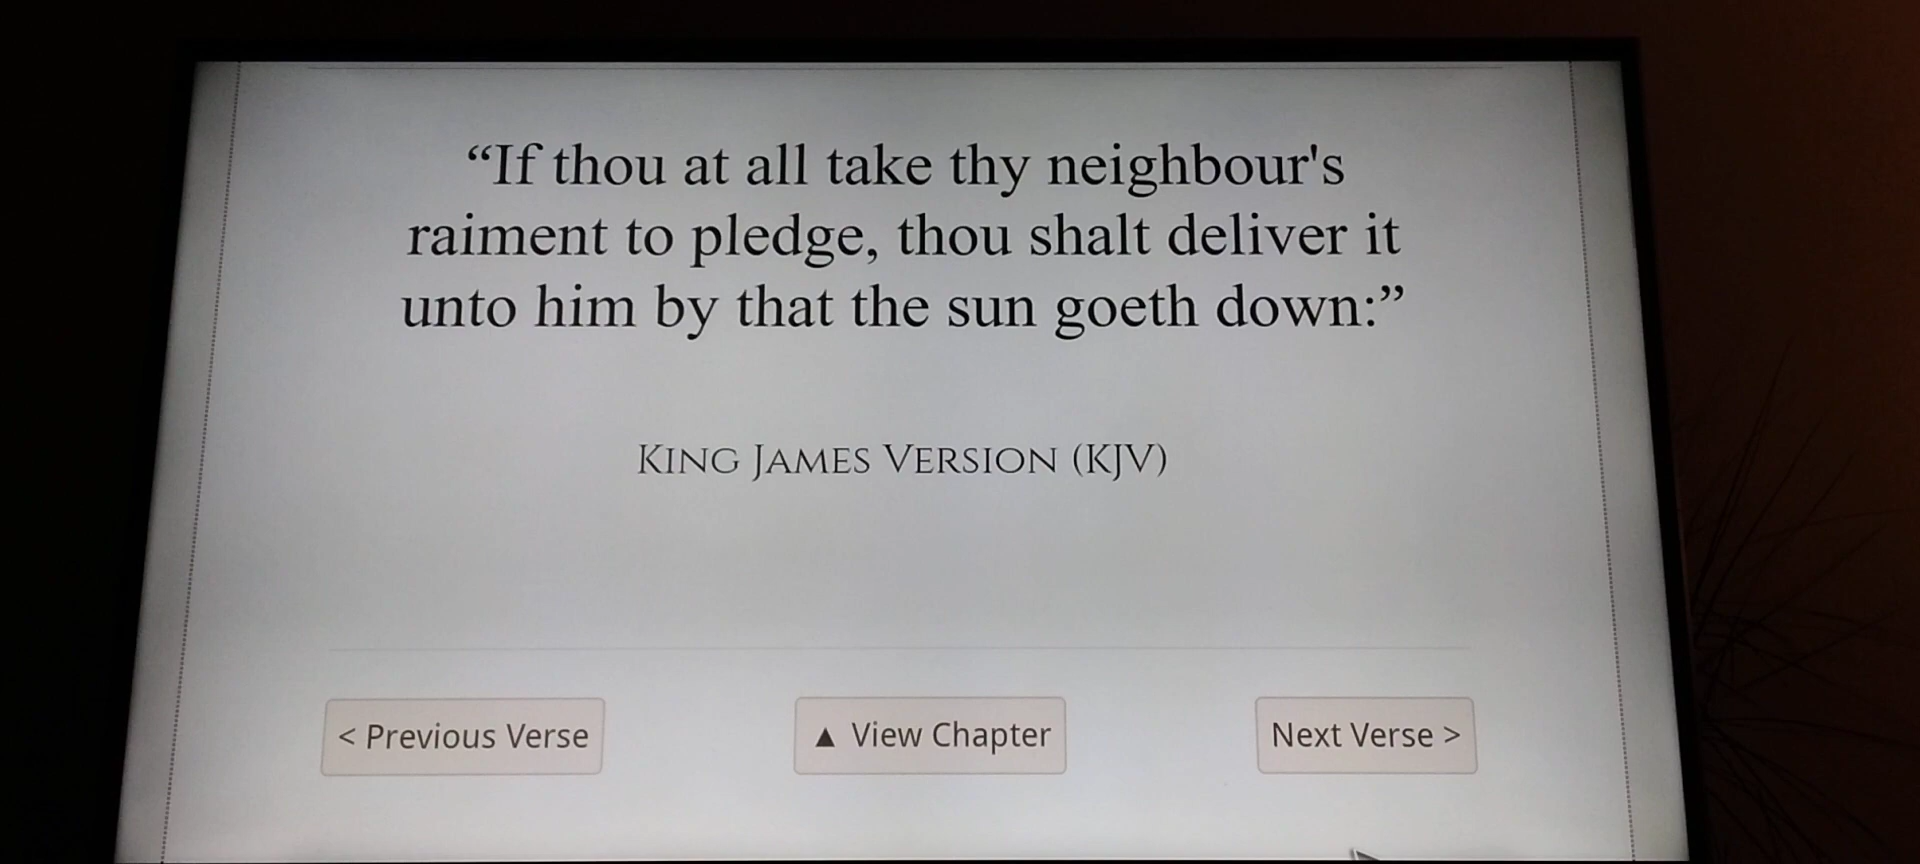 “If thou at all take thy neighbour's
raiment to pledge, thou shalt deliver it
unto him by that the sun goeth down:”
King James Version (KJV)
< Previous Verse
▲ View Chapter
Next Verse >